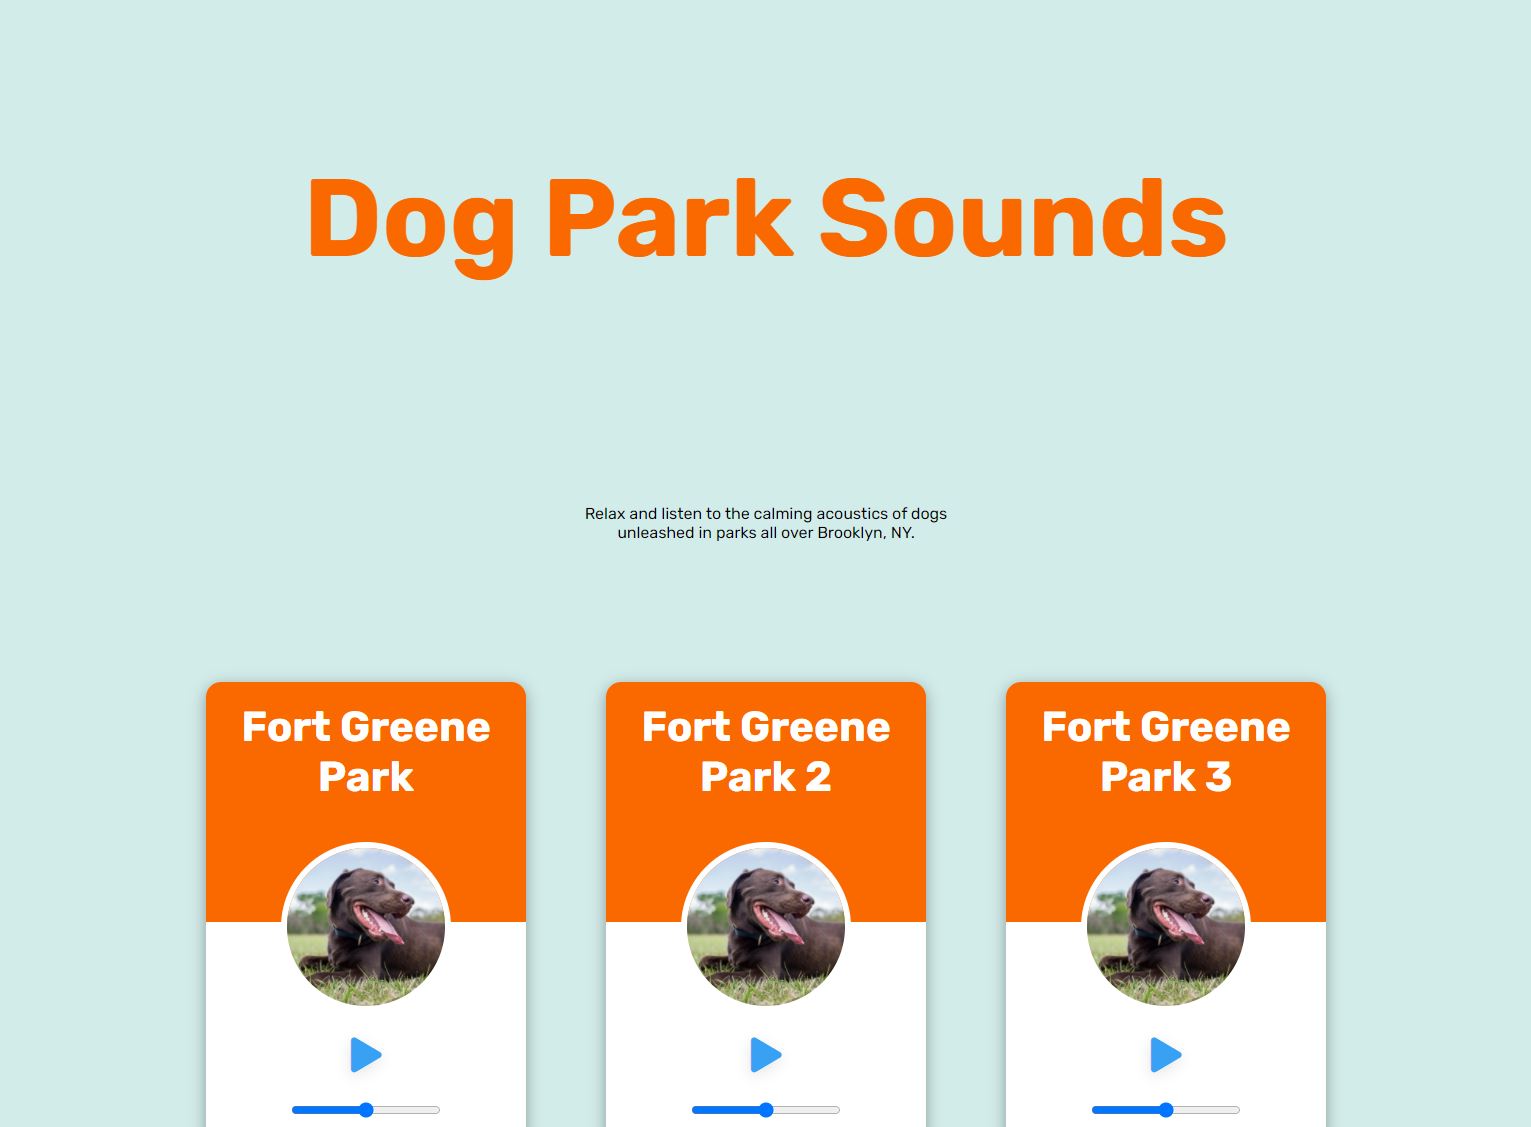 Dog Park Sounds
Relax and listen to the calming acoustics of dogs
unleashed in parks all over Brooklyn, NY.
Fort Greene
Park
Fort Greene
Park 2
Fort Greene
Park 3